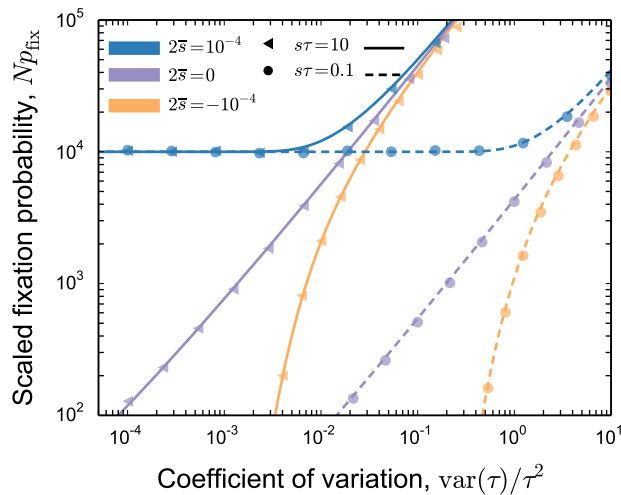 Scaled fixation probability, Np_fix
10^5
10^4
10^3
10^2
2s̅ = 10^-4
2s̅ = 0
2s̅ = −10^-4
sτ = 10
sτ = 0.1
10^-4 10^-3 10^-2 10^-1 10^0 10^1
Coefficient of variation, var(τ)/τ^2